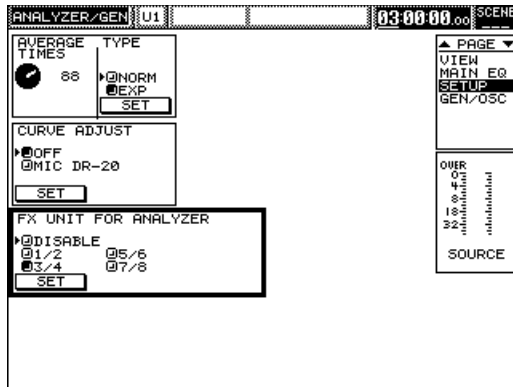 ANALYZER/GEN U1 03:00:00.00 SCENE
AVERAGE TIMES
88
TYPE
NORM
EXP
SET
CURVE ADJUST
OFF
MIC DR-20
SET
FX UNIT FOR ANALYZER
DISABLE
1/2 5/6
3/4 7/8
SET
PAGE
VIEW
MAIN EQ
SETUP
GEN/OSC
OVER
0
4
8
18
32
SOURCE